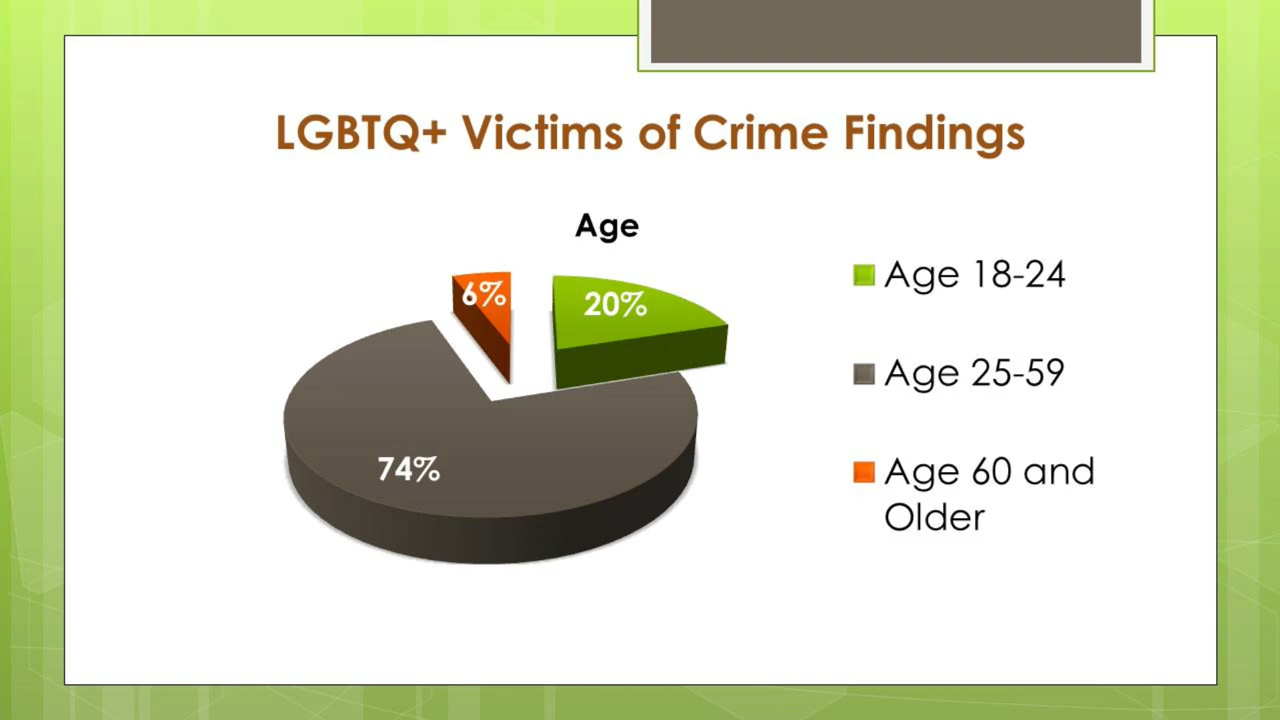 LGBTQ+ Victims of Crime Findings
Age
6%
20%
74%
Age 18-24
Age 25-59
Age 60 and
Older